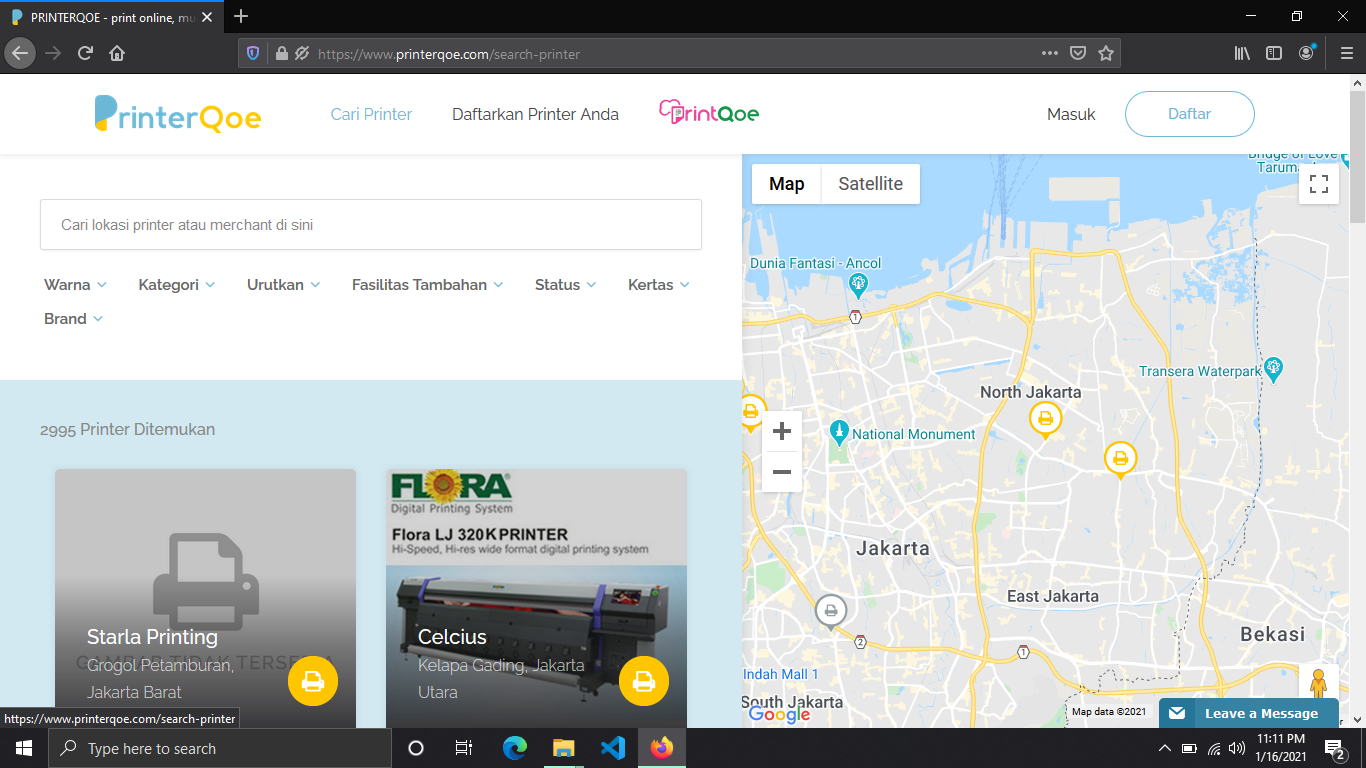 PRINTERQOE - print online, mu
https://www.printerqoe.com/search-printer
PrinterQoe
Cari Printer
Daftarkan Printer Anda
PrintQoe
Masuk
Daftar
Cari lokasi printer atau merchant di sini
Warna
Kategori
Urutkan
Fasilitas Tambahan
Status
Kertas
Brand
2995 Printer Ditemukan
GAMBAR TIDAK TERSE
Starla Printing
Grogol Petamburan,
Jakarta Barat
FLORA
Digital Printing System
Flora LJ 320K PRINTER
Hi-Speed, Hi-res wide format digital printing system
Celcius
Kelapa Gading, Jakarta
Utara
Map
Satellite
Bridge of Love
Taruma
Dunia Fantasi - Ancol
1
Transera Waterpark
North Jakarta
National Monument
Jakarta
East Jakarta
Bekasi
2
1
Indah Mall 1
South Jakarta
Google
Map data ©2021
Leave a Message
https://www.printerqoe.com/search-printer
Type here to search
11:11 PM
1/16/2021
2